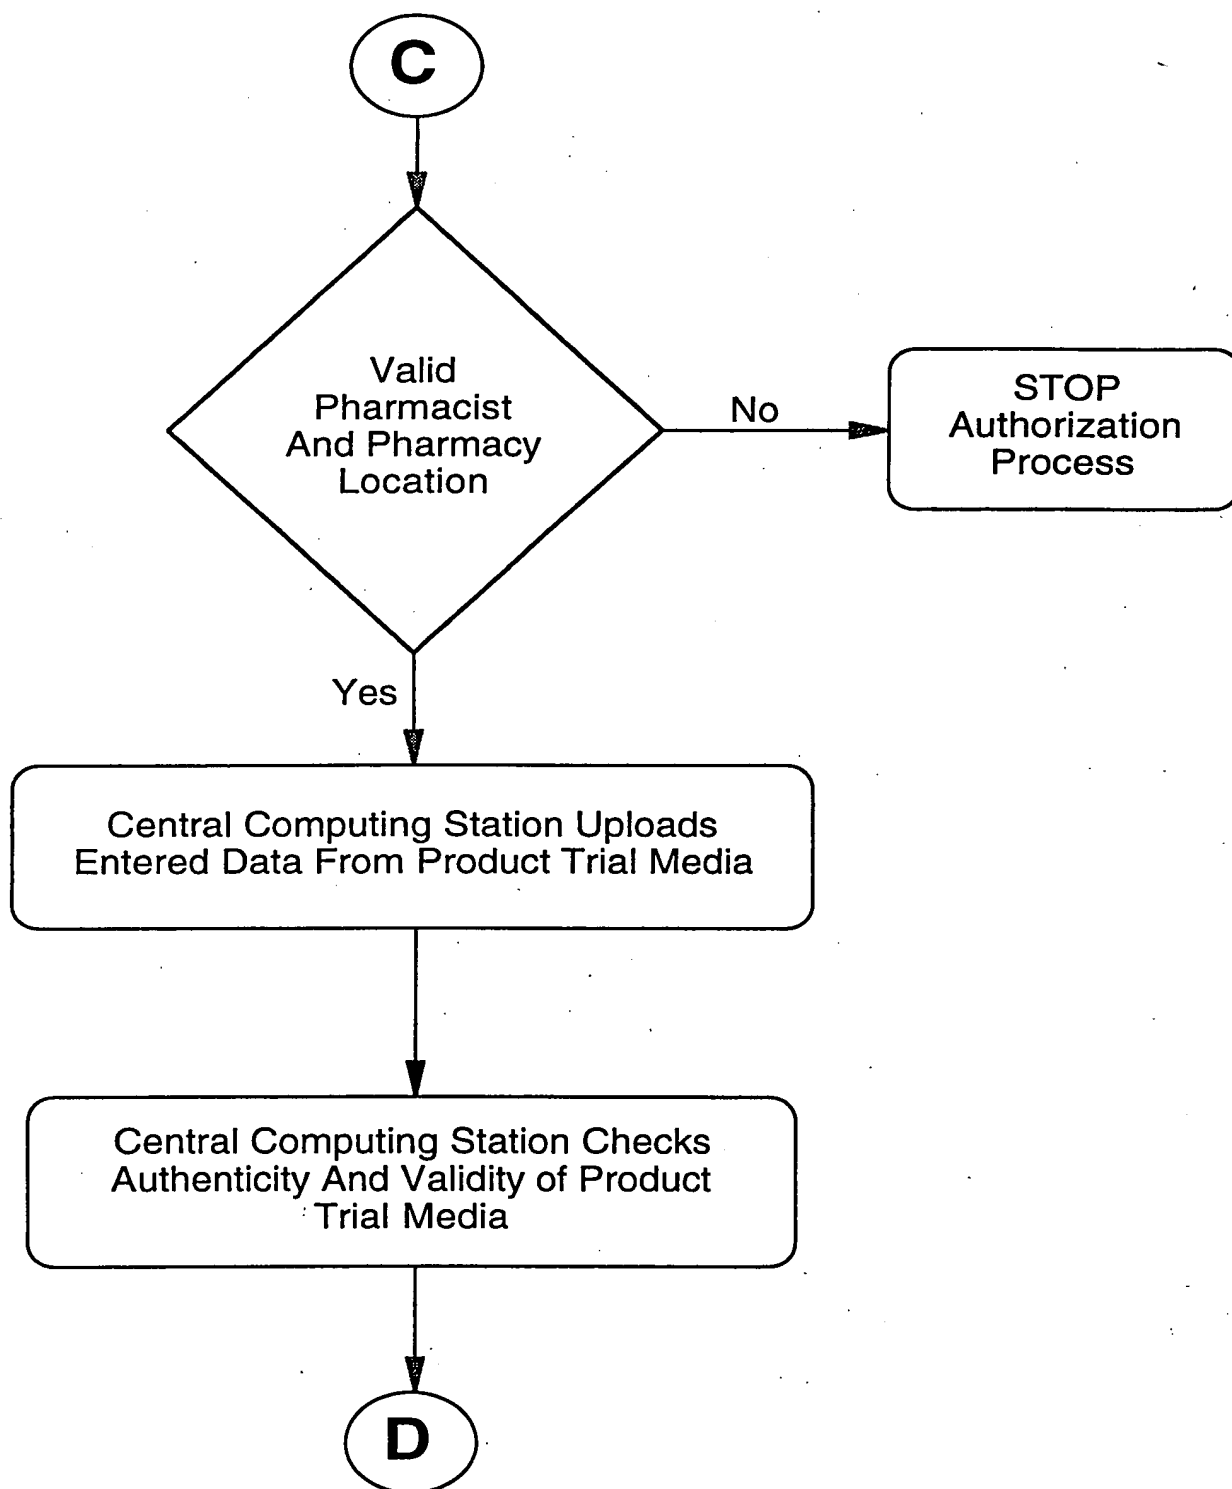 C
Valid
Pharmacist
And Pharmacy
Location
No
STOP
Authorization
Process
Yes
Central Computing Station Uploads
Entered Data From Product Trial Media
Central Computing Station Checks
Authenticity And Validity of Product
Trial Media
D